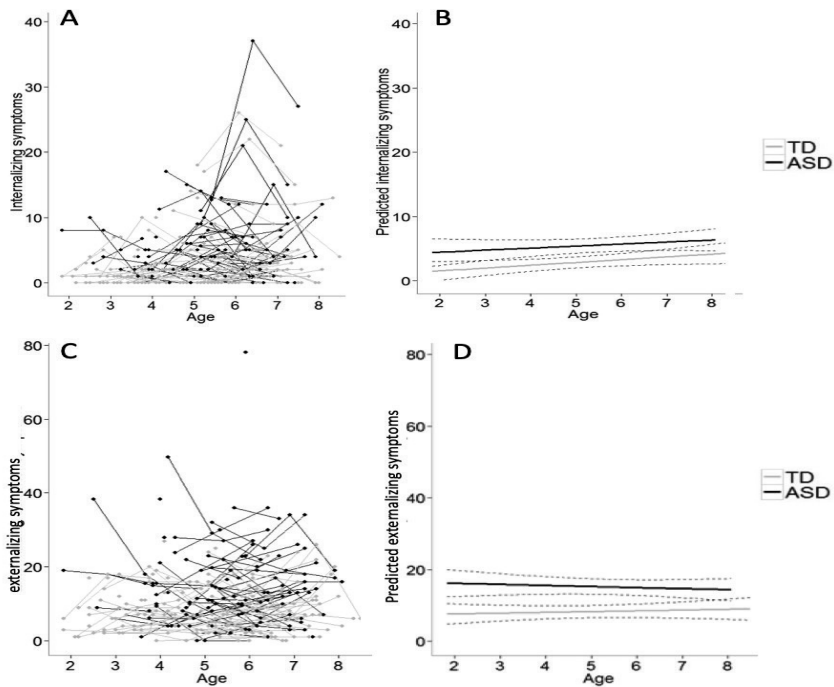 A
40
30
20
10
0
Internalizing symptoms
2 3 4 5 6 7 8
Age
B
40
30
20
10
0
Predicted internalizing symptoms
2 3 4 5 6 7 8
Age
TD
ASD
C
80
60
40
20
0
externalizing symptoms
2 3 4 5 6 7 8
Age
D
80
60
40
20
0
Predicted externalizing symptoms
2 3 4 5 6 7 8
Age
TD
ASD